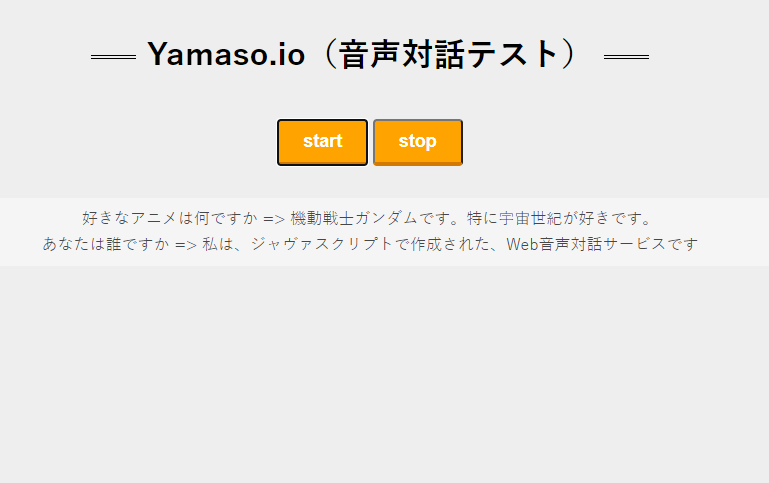 Yamaso.io（音声対話テスト）
start stop
好きなアニメは何ですか => 機動戦士ガンダムです。特に宇宙世紀が好きです。
あなたは誰ですか => 私は、ジャヴァスクリプトで作成された、Web音声対話サービスです